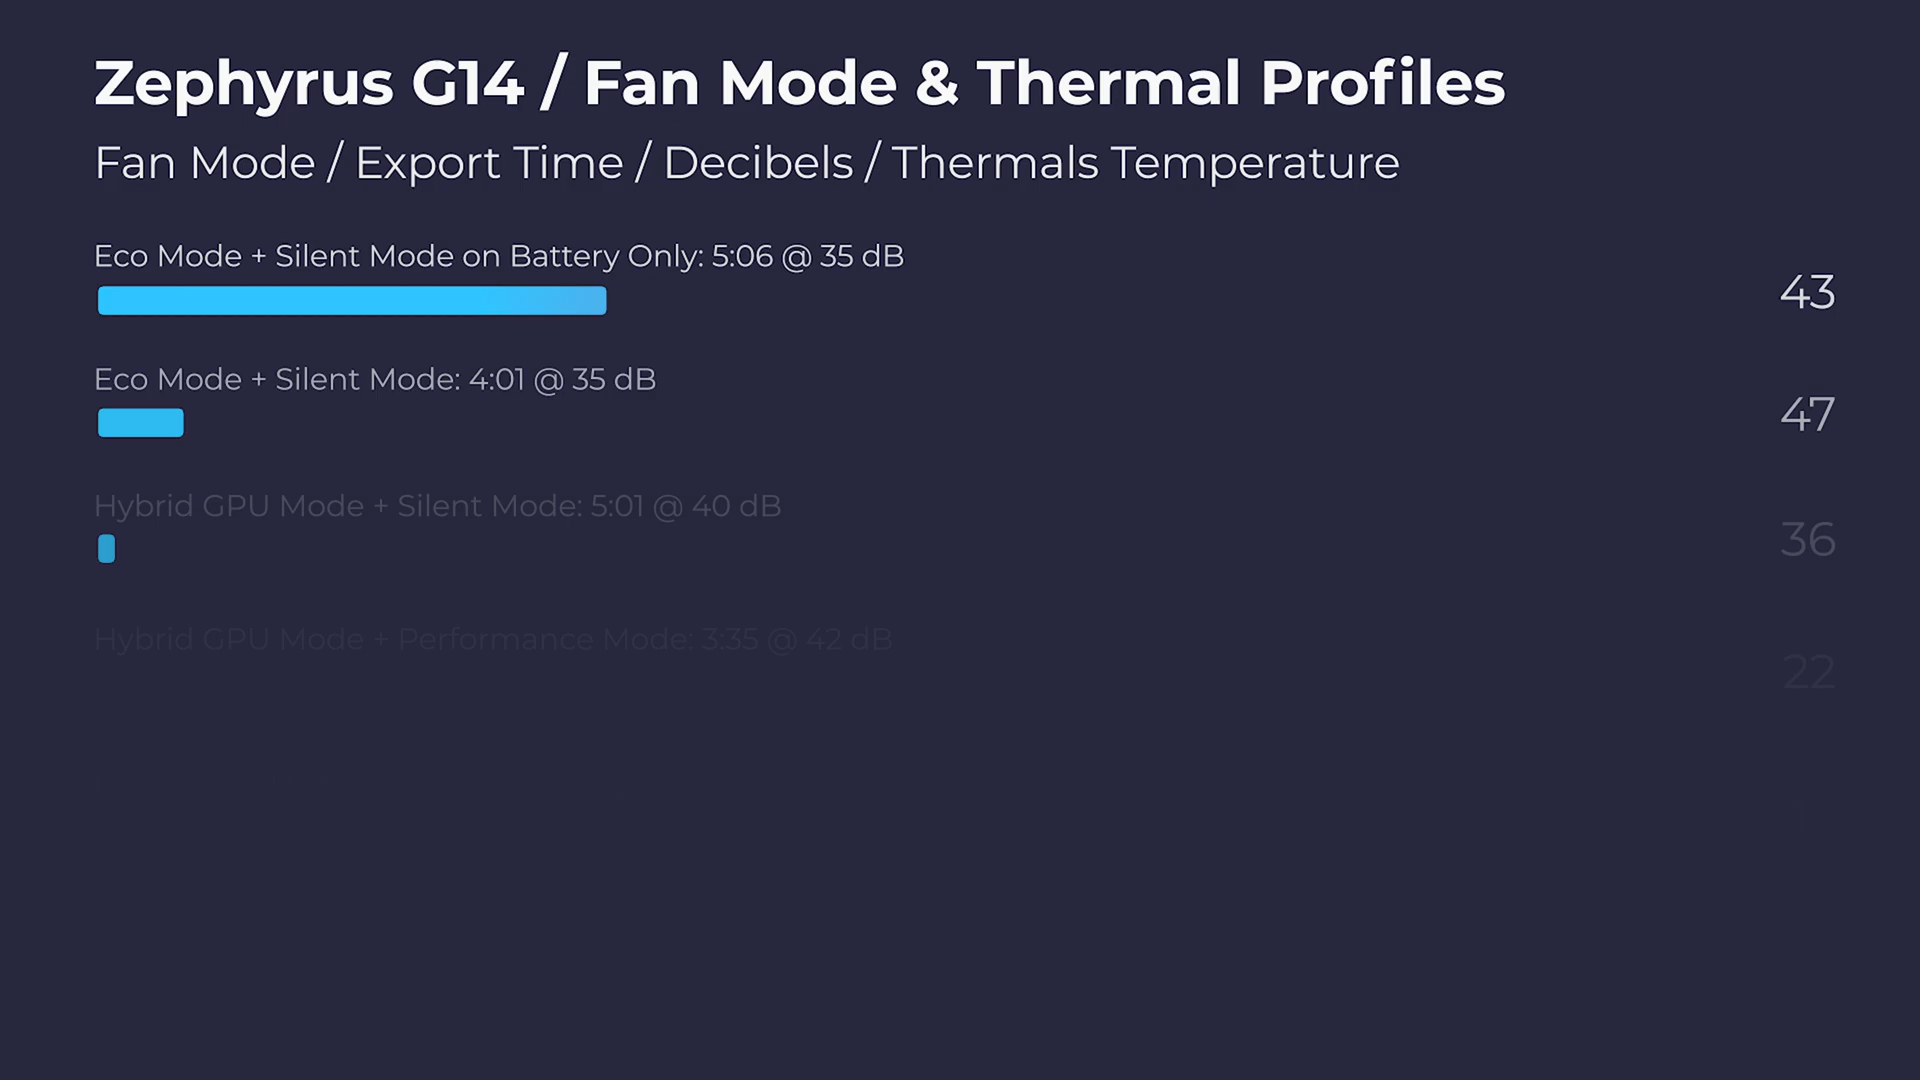 Zephyrus G14 / Fan Mode & Thermal Profiles
Fan Mode / Export Time / Decibels / Thermals Temperature
Eco Mode + Silent Mode on Battery Only: 5:06 @ 35 dB
43
Eco Mode + Silent Mode: 4:01 @ 35 dB
47
Hybrid GPU Mode + Silent Mode: 5:01 @ 40 dB
36
Hybrid GPU Mode + Performance Mode: 3:35 @ 42 dB
22